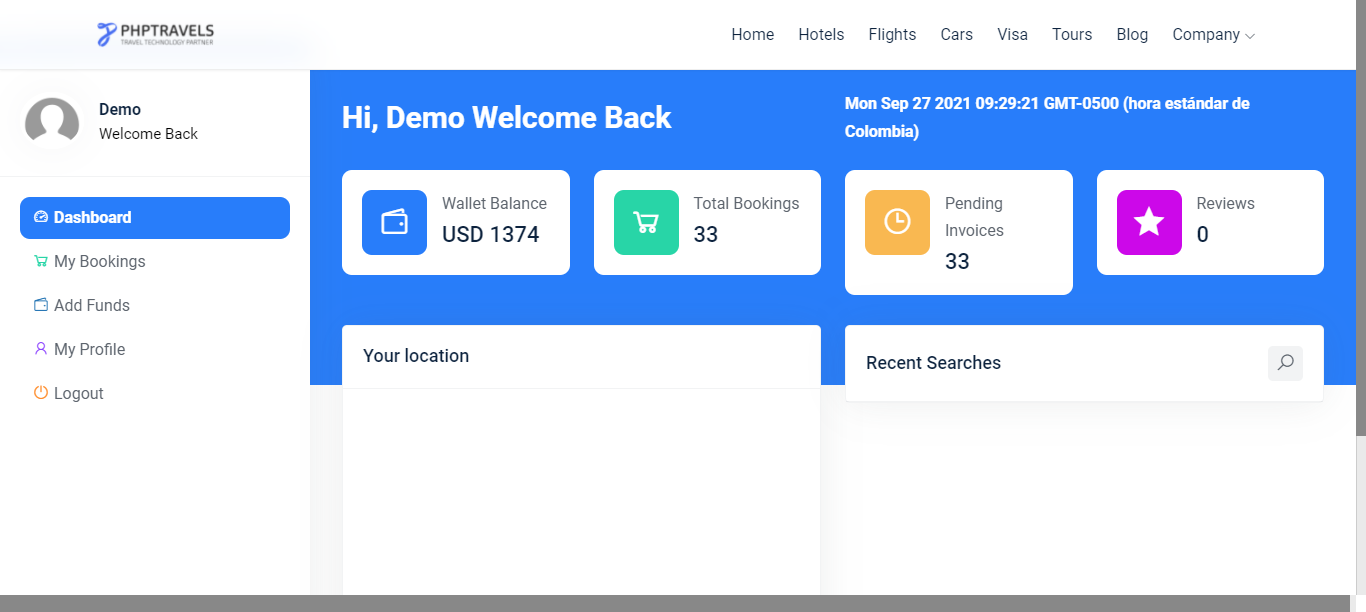 PHPTRAVELS
TRAVEL TECHNOLOGY PARTNER
Home Hotels Flights Cars Visa Tours Blog Company
Demo
Welcome Back
Dashboard
My Bookings
Add Funds
My Profile
Logout
Hi, Demo Welcome Back
Mon Sep 27 2021 09:29:21 GMT-0500 (hora estándar de
Colombia)
Wallet Balance
USD 1374
Total Bookings
33
Pending
Invoices
33
Reviews
0
Your location
Recent Searches